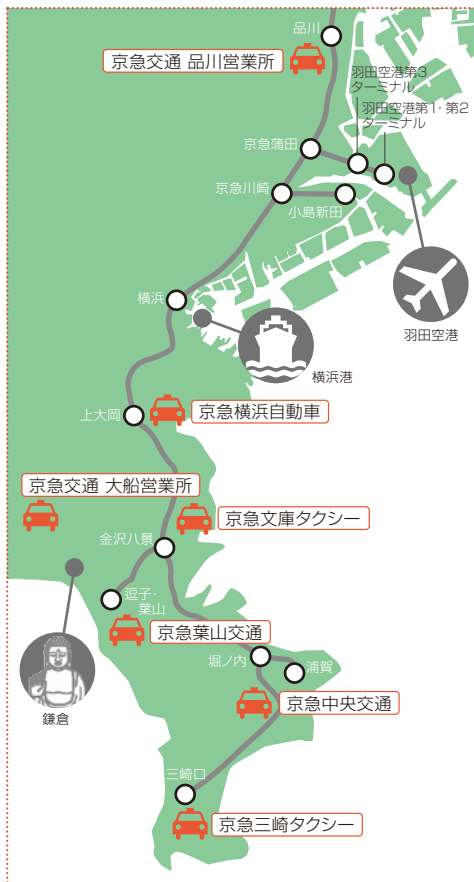 品川
京急交通 品川営業所
羽田空港第3
ターミナル
羽田空港第1・第2
ターミナル
京急蒲田
京急川崎
小島新田
羽田空港
横浜
横浜港
上大岡
京急横浜自動車
京急交通 大船営業所
京急文庫タクシー
金沢八景
逗子・
葉山
京急葉山交通
堀ノ内
浦賀
鎌倉
京急中央交通
三崎口
京急三崎タクシー